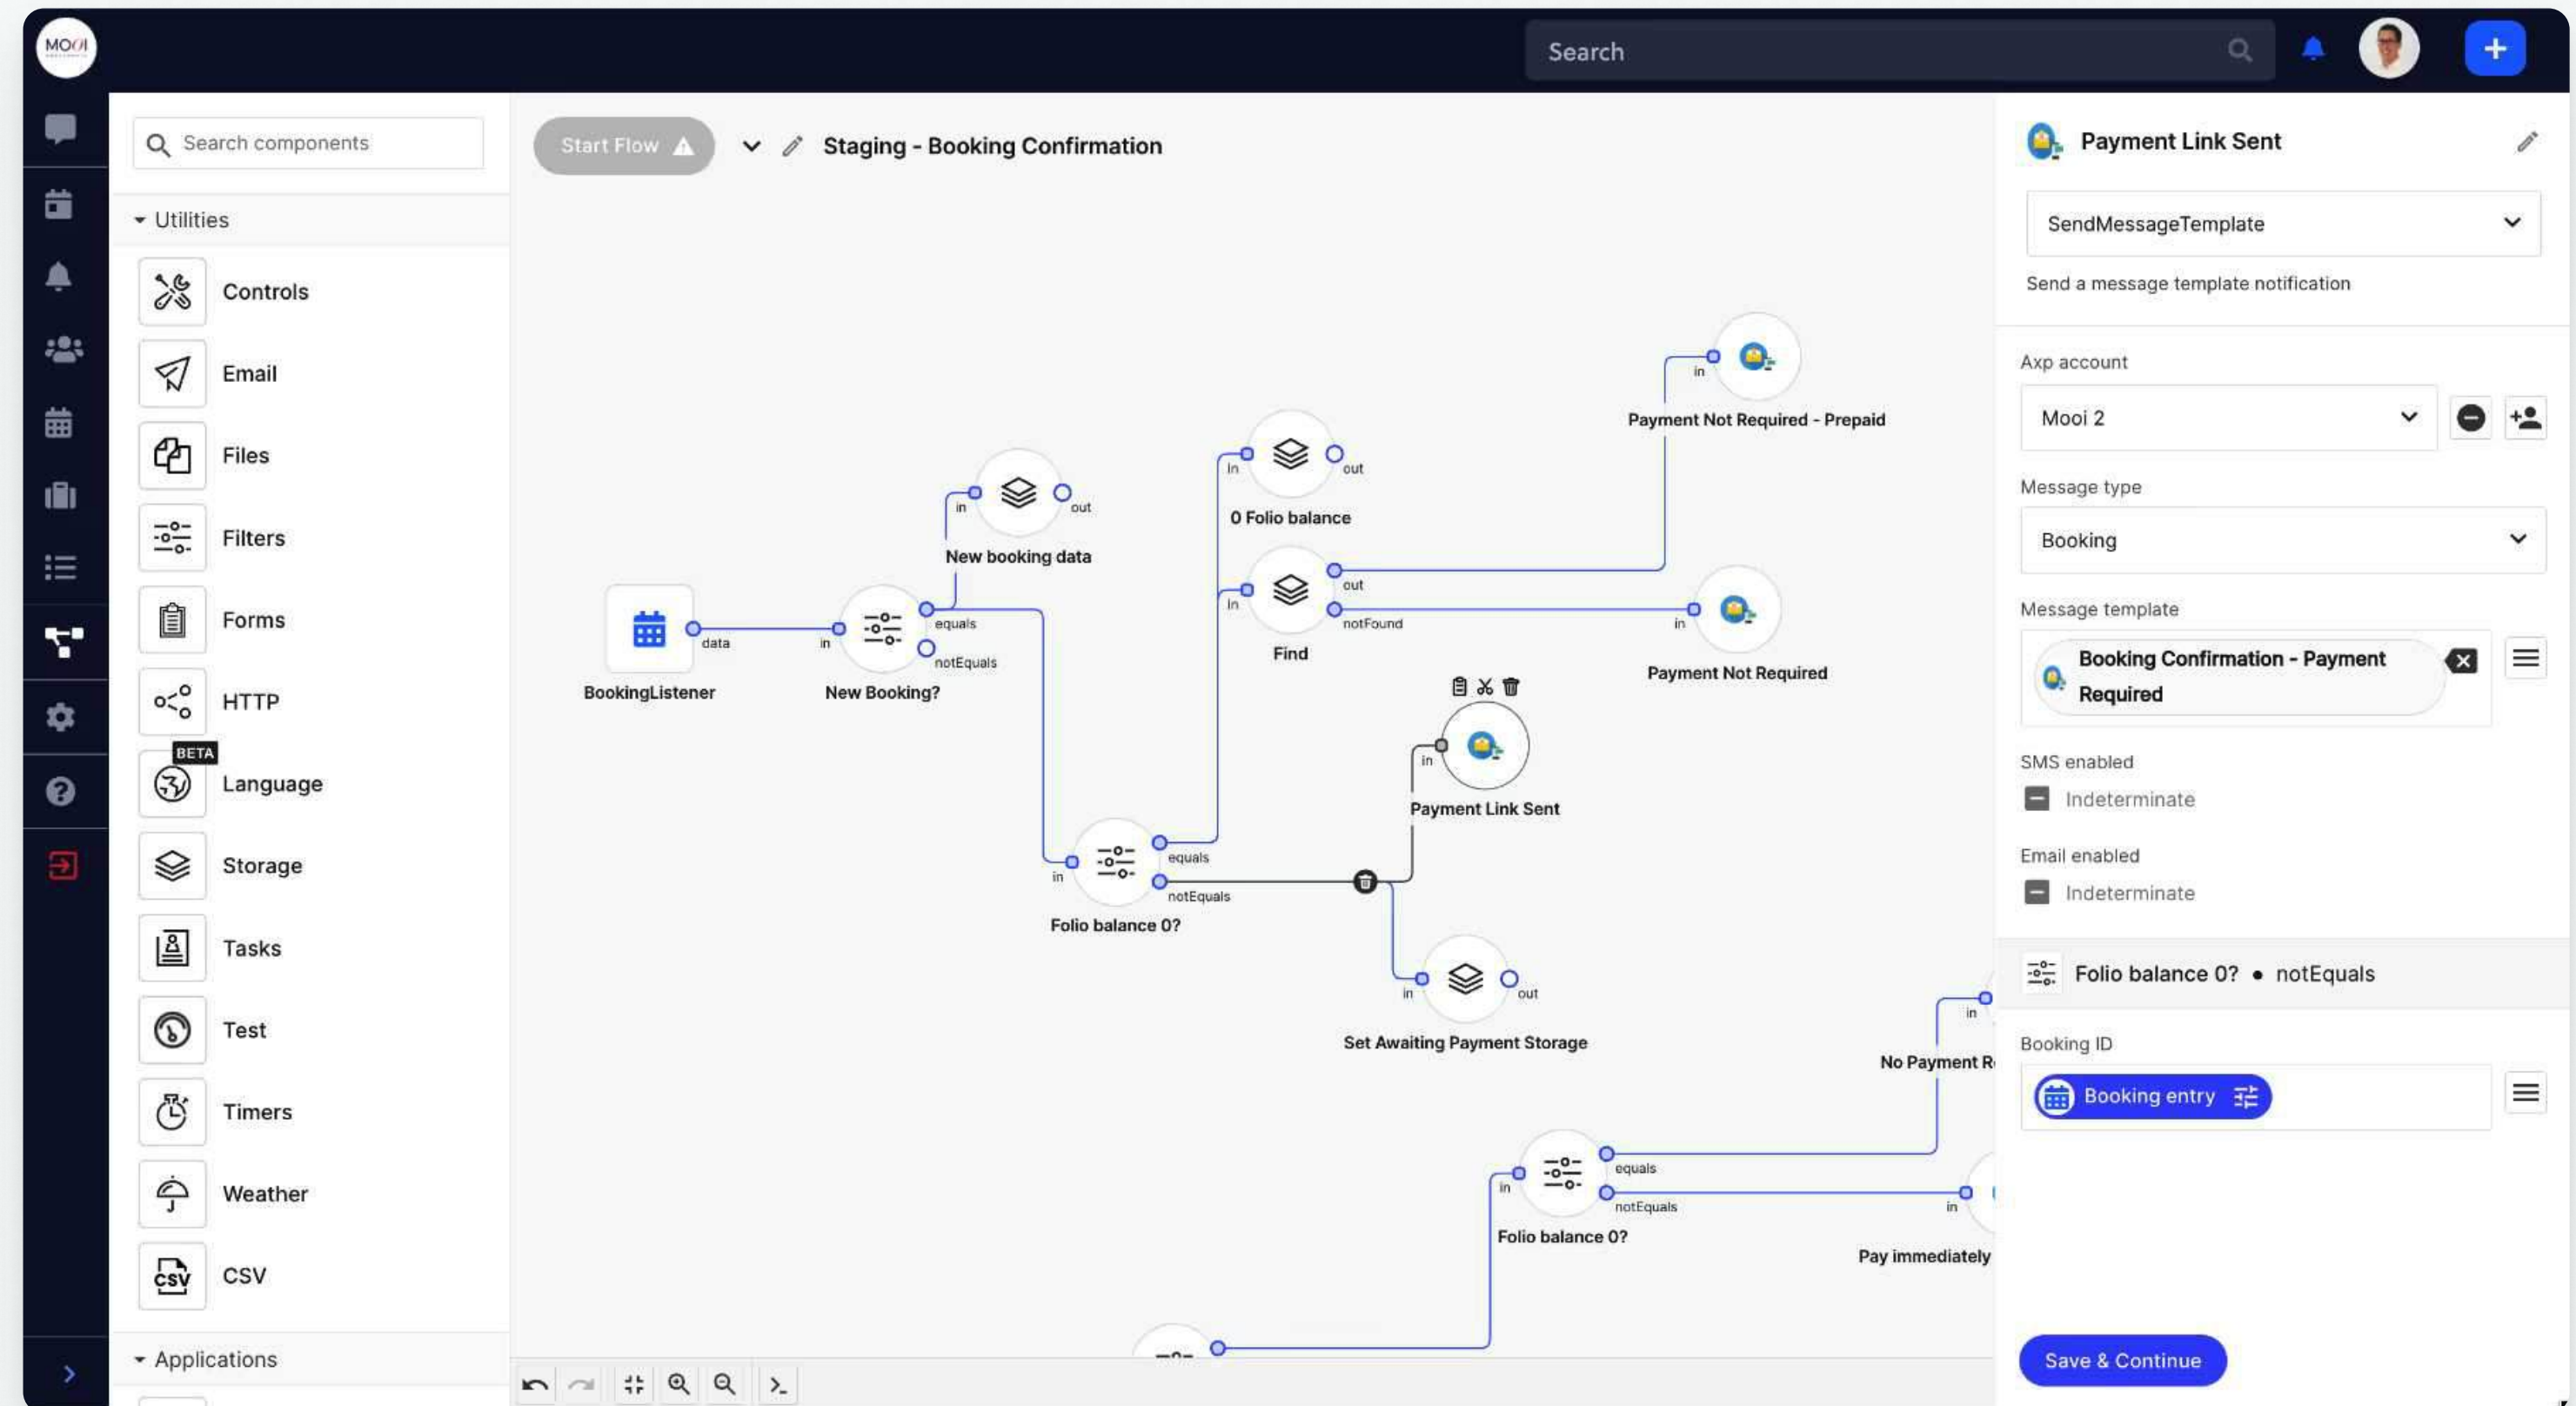 MOOI
Search
Search components
Utilities
Controls
Email
Files
Filters
Forms
HTTP
BETA
Language
Storage
Tasks
Test
Timers
Weather
CSV
CSV
Applications
Start Flow
Staging - Booking Confirmation
in
Payment Not Required - Prepaid
in
out
0 Folio balance
in
out
New booking data
in
out
notFound
Find
in
Payment Not Required
data
BookingListener
in
equals
notEquals
New Booking?
in
Payment Link Sent
in
equals
notEquals
Folio balance 0?
in
out
Set Awaiting Payment Storage
in
No Payment R
in
equals
notEquals
Folio balance 0?
in
Pay immediately
Payment Link Sent
SendMessageTemplate
Send a message template notification
Axp account
Mooi 2
Message type
Booking
Message template
Booking Confirmation - Payment
Required
SMS enabled
Indeterminate
Email enabled
Indeterminate
Folio balance 0? • notEquals
Booking ID
Booking entry
Save & Continue